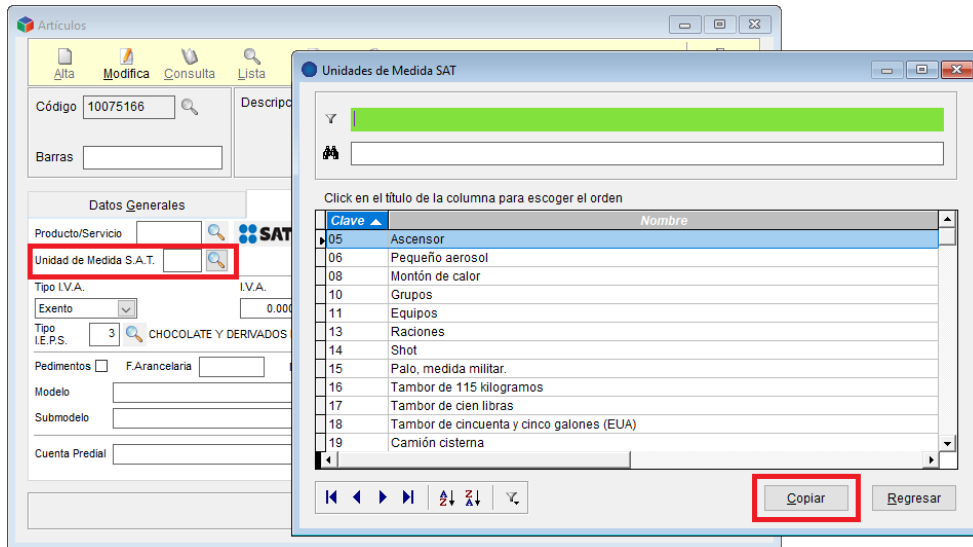 Artículos
Alta Modifica Consulta Lista
Código 10075166 Descripc
Barras
Datos Generales
Producto/Servicio SAT
Unidad de Medida S.A.T.
Tipo I.V.A. I.V.A.
Exento 0.000
Tipo I.E.P.S. 3 CHOCOLATE Y DERIVADOS
Pedimentos F.Arancelaria
Modelo
Submodelo
Cuenta Predial
Unidades de Medida SAT
Click en el título de la columna para escoger el orden
Clave Nombre
05 Ascensor
06 Pequeño aerosol
08 Montón de calor
10 Grupos
11 Equipos
13 Raciones
14 Shot
15 Palo, medida militar.
16 Tambor de 115 kilogramos
17 Tambor de cien libras
18 Tambor de cincuenta y cinco galones (EUA)
19 Camión cisterna
Copiar Regresar